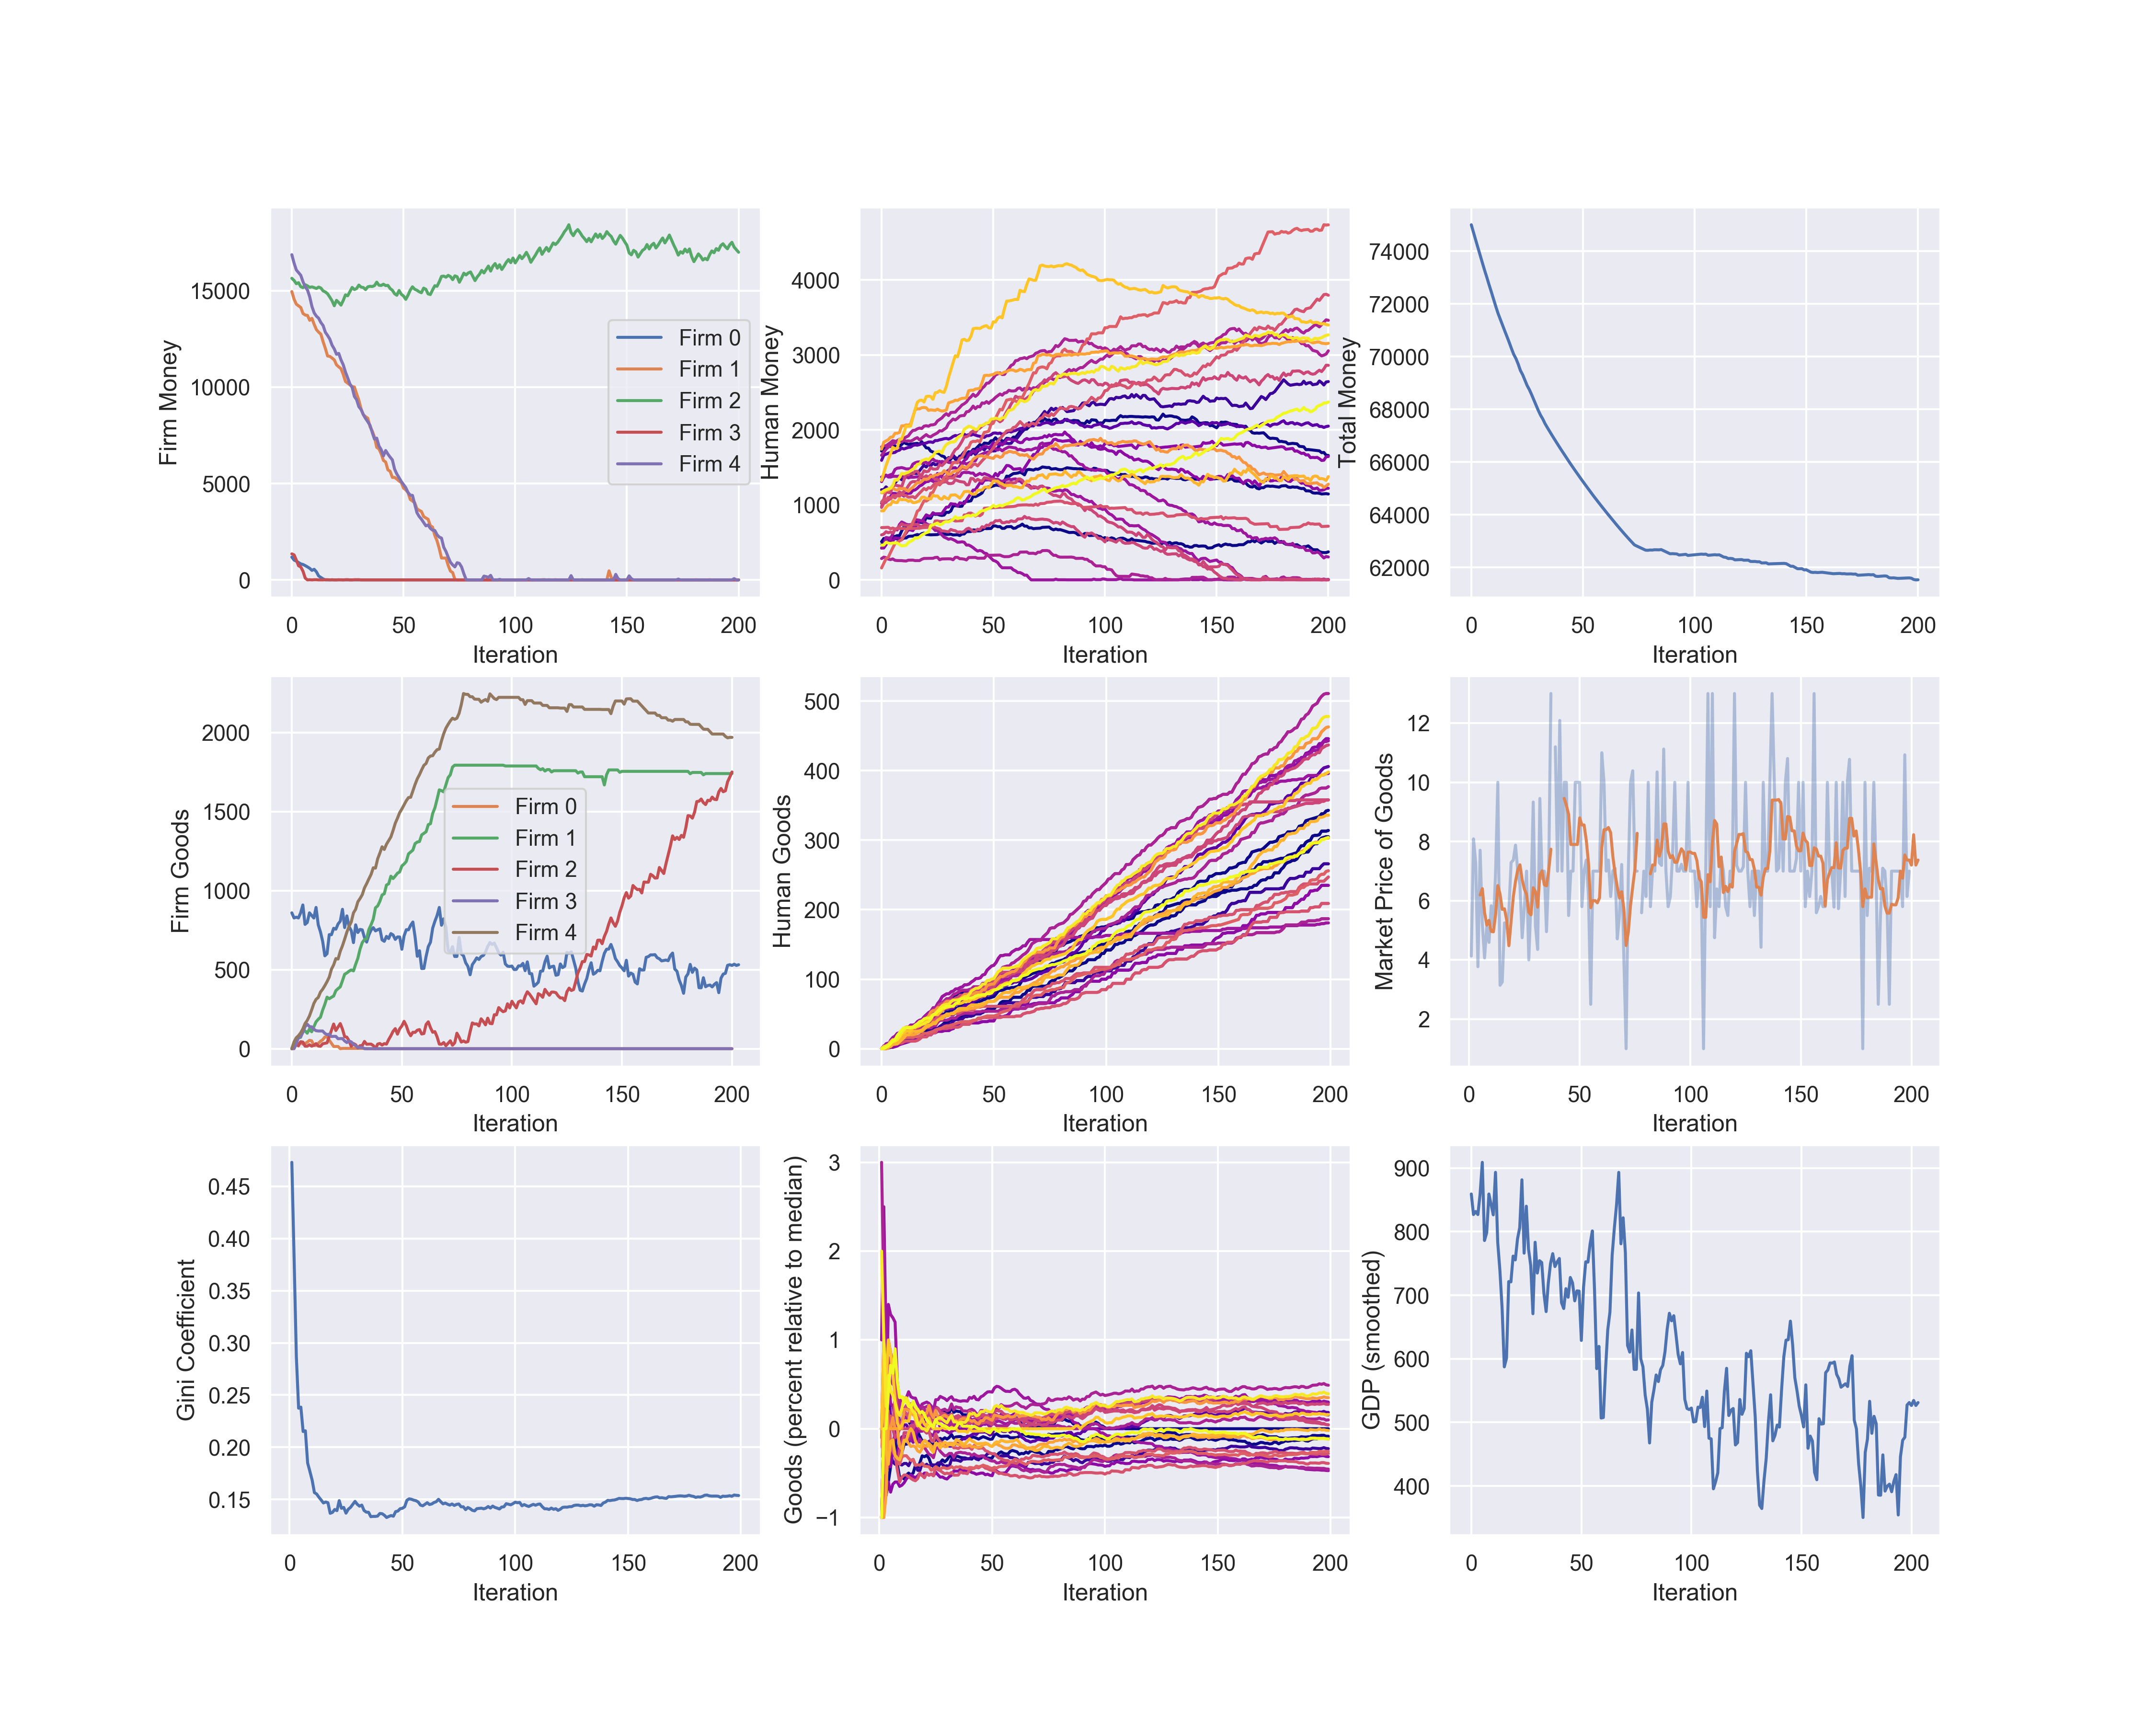 Firm Money
15000
10000
5000
0
Firm 0
Firm 1
Firm 2
Firm 3
Firm 4
0 50 100 150 200
Iteration
Human Money
4000
3000
2000
1000
0
0 50 100 150 200
Iteration
Total Money
74000
72000
70000
68000
66000
64000
62000
0 50 100 150 200
Iteration
Firm Goods
2000
1500
1000
500
0
Firm 0
Firm 1
Firm 2
Firm 3
Firm 4
0 50 100 150 200
Iteration
Human Goods
500
400
300
200
100
0
0 50 100 150 200
Iteration
Market Price of Goods
12
10
8
6
4
2
0 50 100 150 200
Iteration
Gini Coefficient
0.45
0.40
0.35
0.30
0.25
0.20
0.15
0 50 100 150 200
Iteration
Goods (percent relative to median)
3
2
1
0
−1
0 50 100 150 200
Iteration
GDP (smoothed)
900
800
700
600
500
400
0 50 100 150 200
Iteration